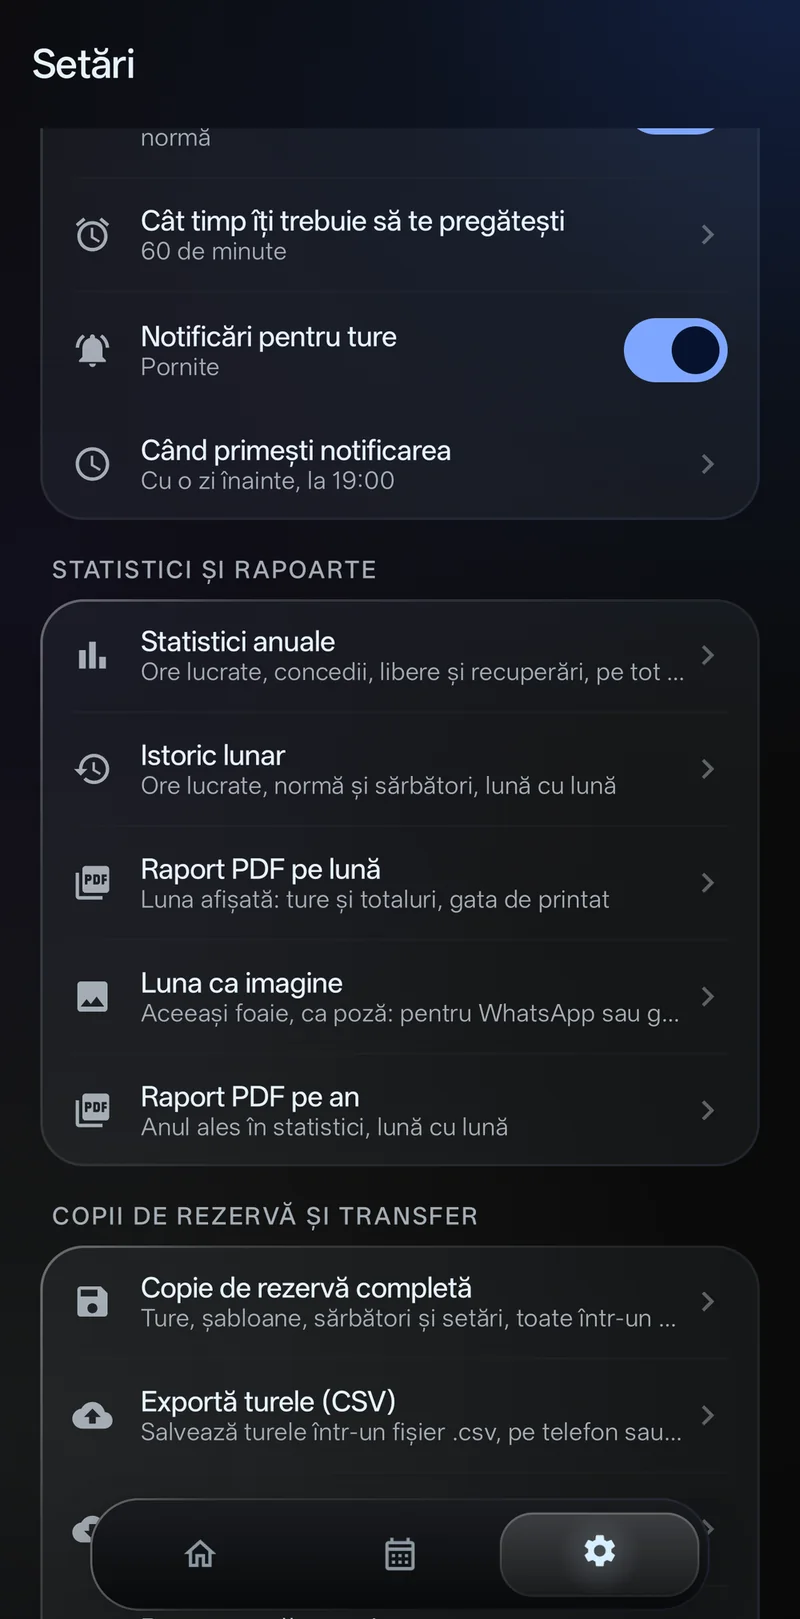 Setări
normă
Cât timp îți trebuie să te pregătești
60 de minute
Notificări pentru ture
Pornite
Când primești notificarea
Cu o zi înainte, la 19:00
STATISTICI ȘI RAPOARTE
Statistici anuale
Ore lucrate, concedii, libere și recuperări, pe tot ...
Istoric lunar
Ore lucrate, normă și sărbători, lună cu lună
PDF
Raport PDF pe lună
Luna afișată: ture și totaluri, gata de printat
Luna ca imagine
Aceeași foaie, ca poză: pentru WhatsApp sau g...
PDF
Raport PDF pe an
Anul ales în statistici, lună cu lună
COPII DE REZERVĂ ȘI TRANSFER
Copie de rezervă completă
Ture, șabloane, sărbători și setări, toate într-un ...
Exportă turele (CSV)
Salvează turele într-un fișier .csv, pe telefon sau...